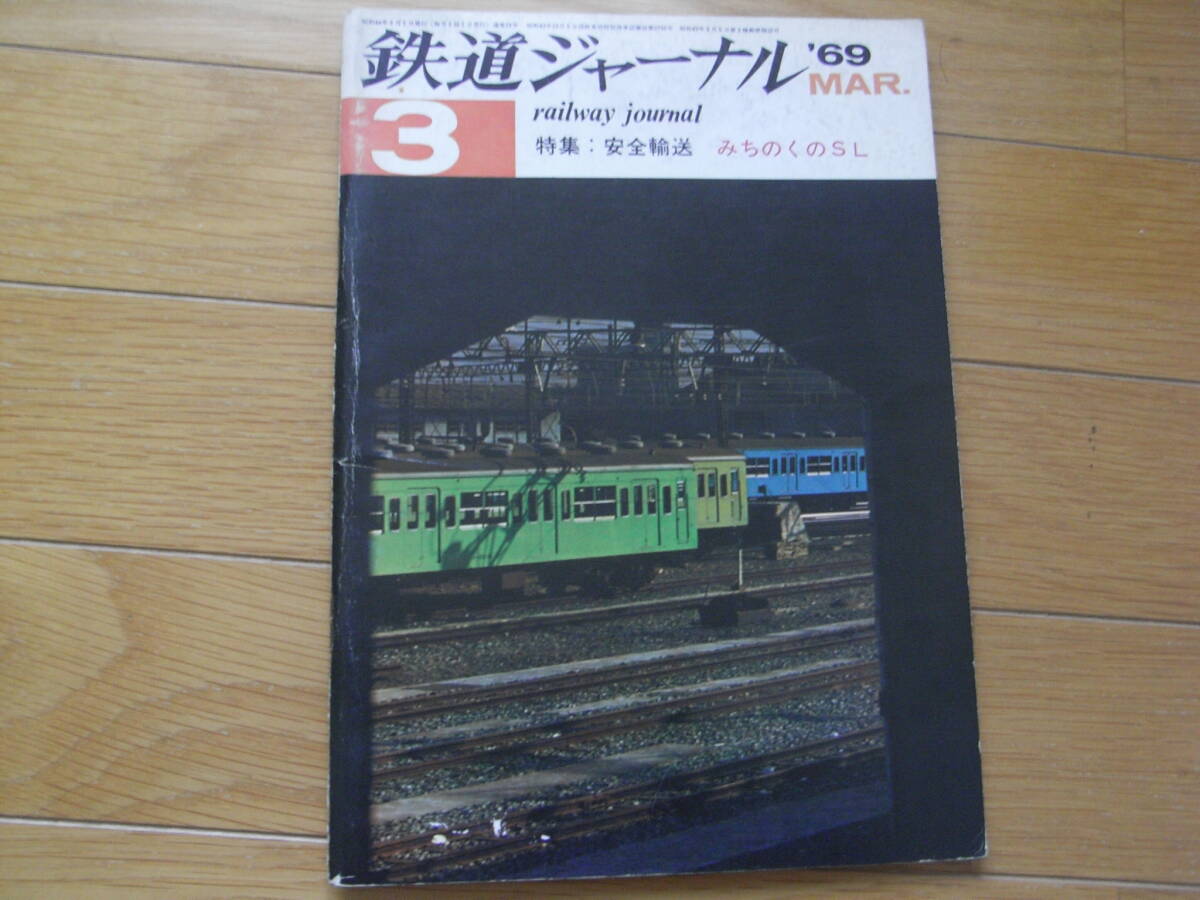 鉄道ジャーナル '69
MAR.
3
railway journal
特集：安全輸送 みちのくのSL